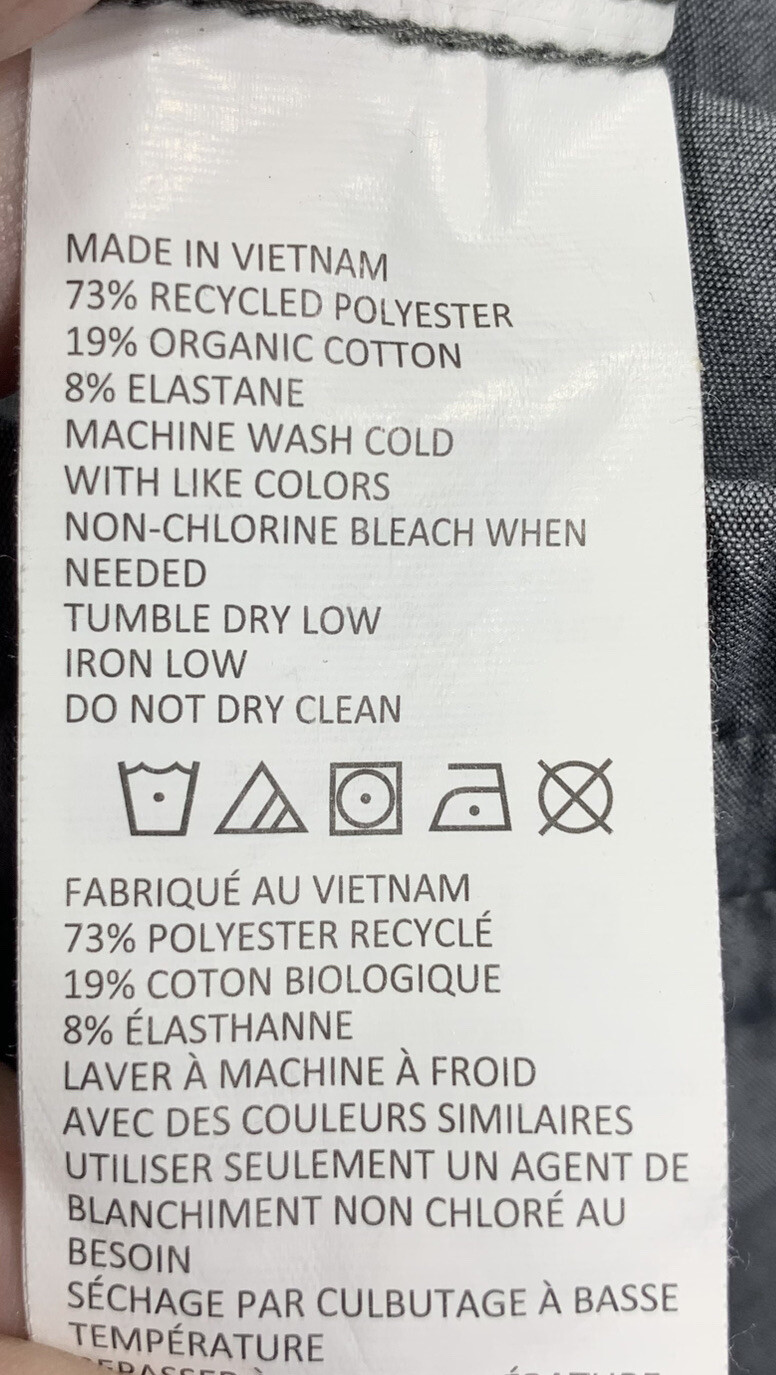 MADE IN VIETNAM
73% RECYCLED POLYESTER
19% ORGANIC COTTON
8% ELASTANE
MACHINE WASH COLD
WITH LIKE COLORS
NON-CHLORINE BLEACH WHEN
NEEDED
TUMBLE DRY LOW
IRON LOW
DO NOT DRY CLEAN
FABRIQUÉ AU VIETNAM
73% POLYESTER RECYCLÉ
19% COTON BIOLOGIQUE
8% ÉLASTHANNE
LAVER À MACHINE À FROID
AVEC DES COULEURS SIMILAIRES
UTILISER SEULEMENT UN AGENT DE
BLANCHIMENT NON CHLORÉ AU
BESOIN
SÉCHAGE PAR CULBUTAGE À BASSE
TEMPÉRATURE